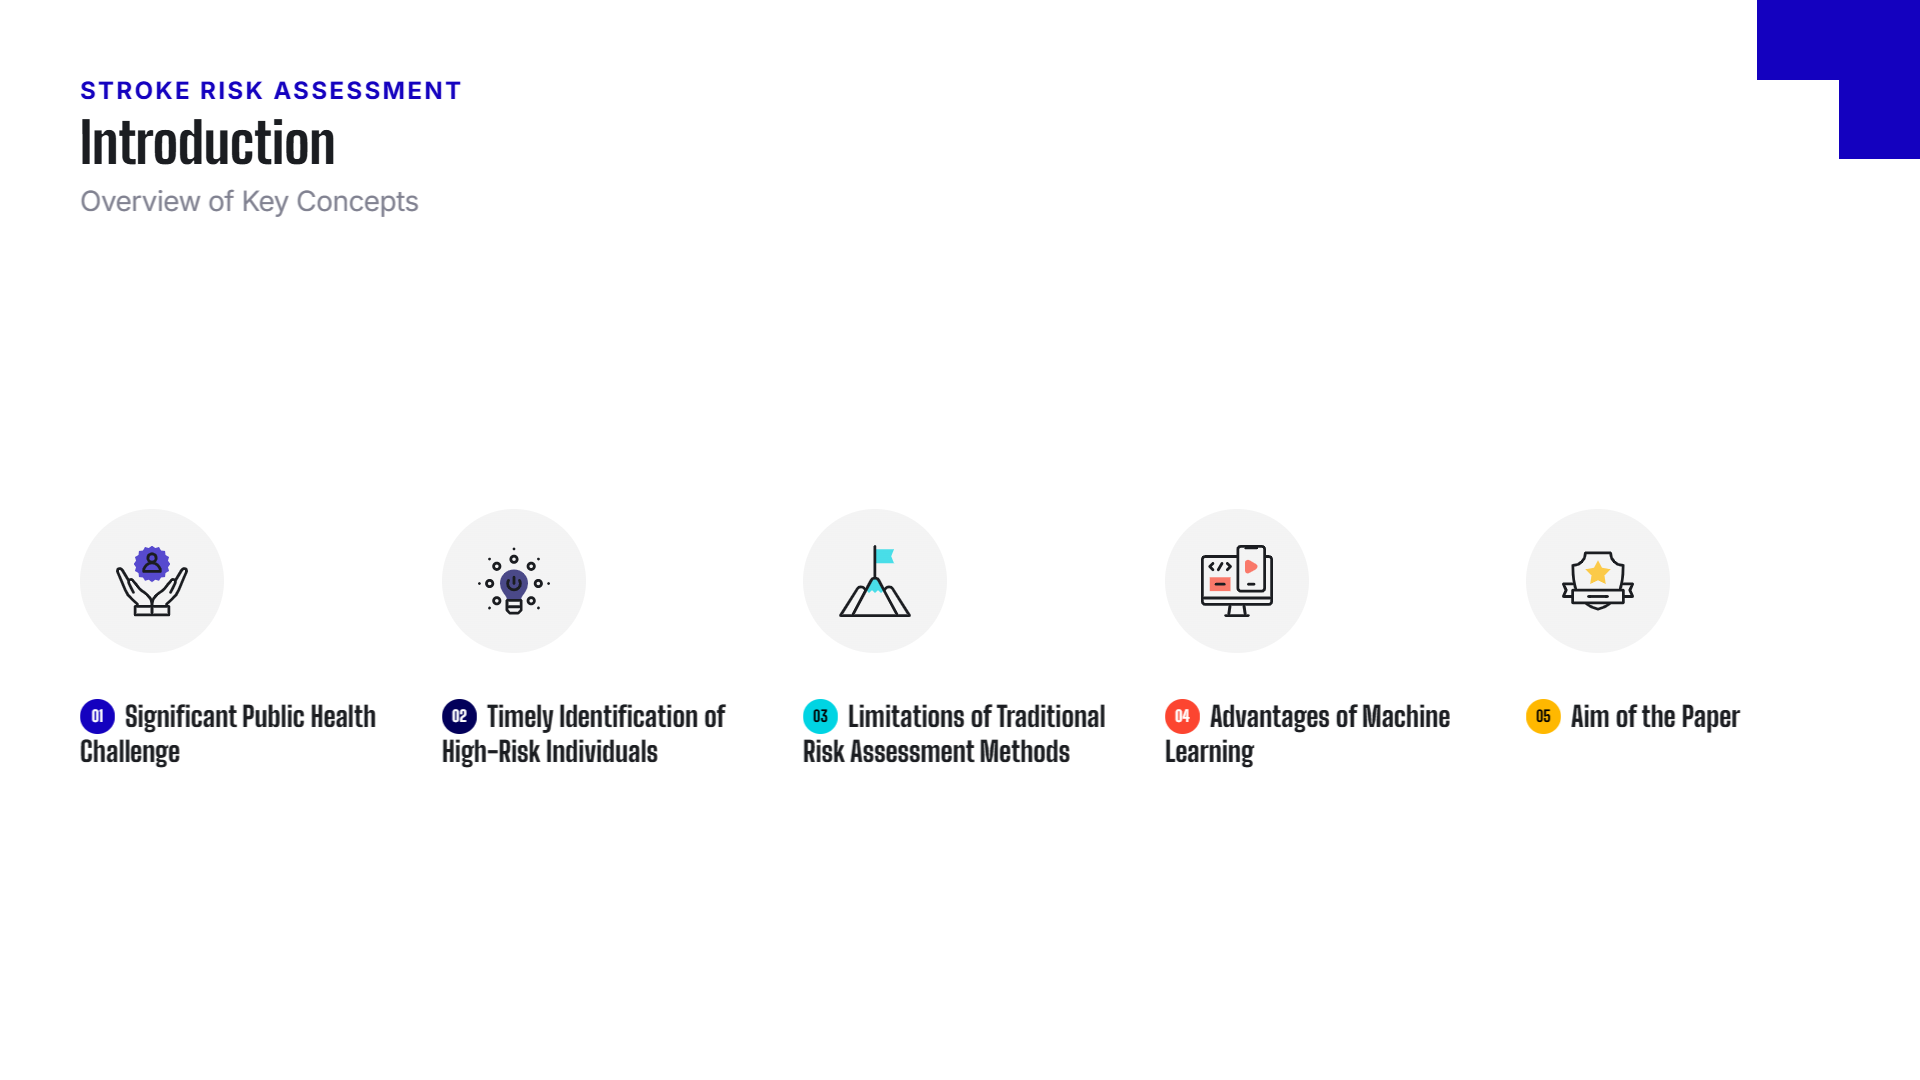 STROKE RISK ASSESSMENT
Introduction
Overview of Key Concepts
01 Significant Public Health
Challenge
02 Timely Identification of
High-Risk Individuals
03 Limitations of Traditional
Risk Assessment Methods
04 Advantages of Machine
Learning
05 Aim of the Paper